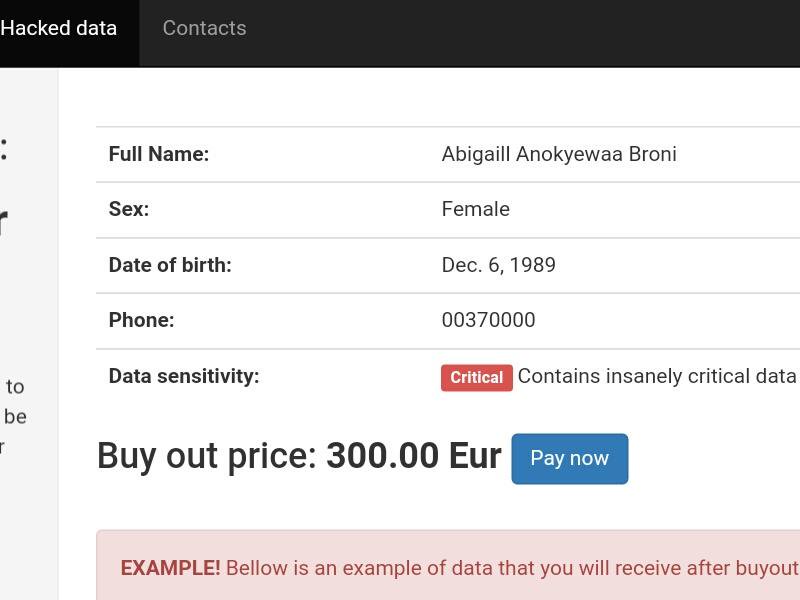 Hacked data Contacts
:
Full Name: Abigaill Anokyewaa Broni
r
Sex: Female
Date of birth: Dec. 6, 1989
Phone: 00370000
Data sensitivity: Critical Contains insanely critical data
to
be
r
Buy out price: 300.00 Eur Pay now
EXAMPLE! Bellow is an example of data that you will receive after buyout